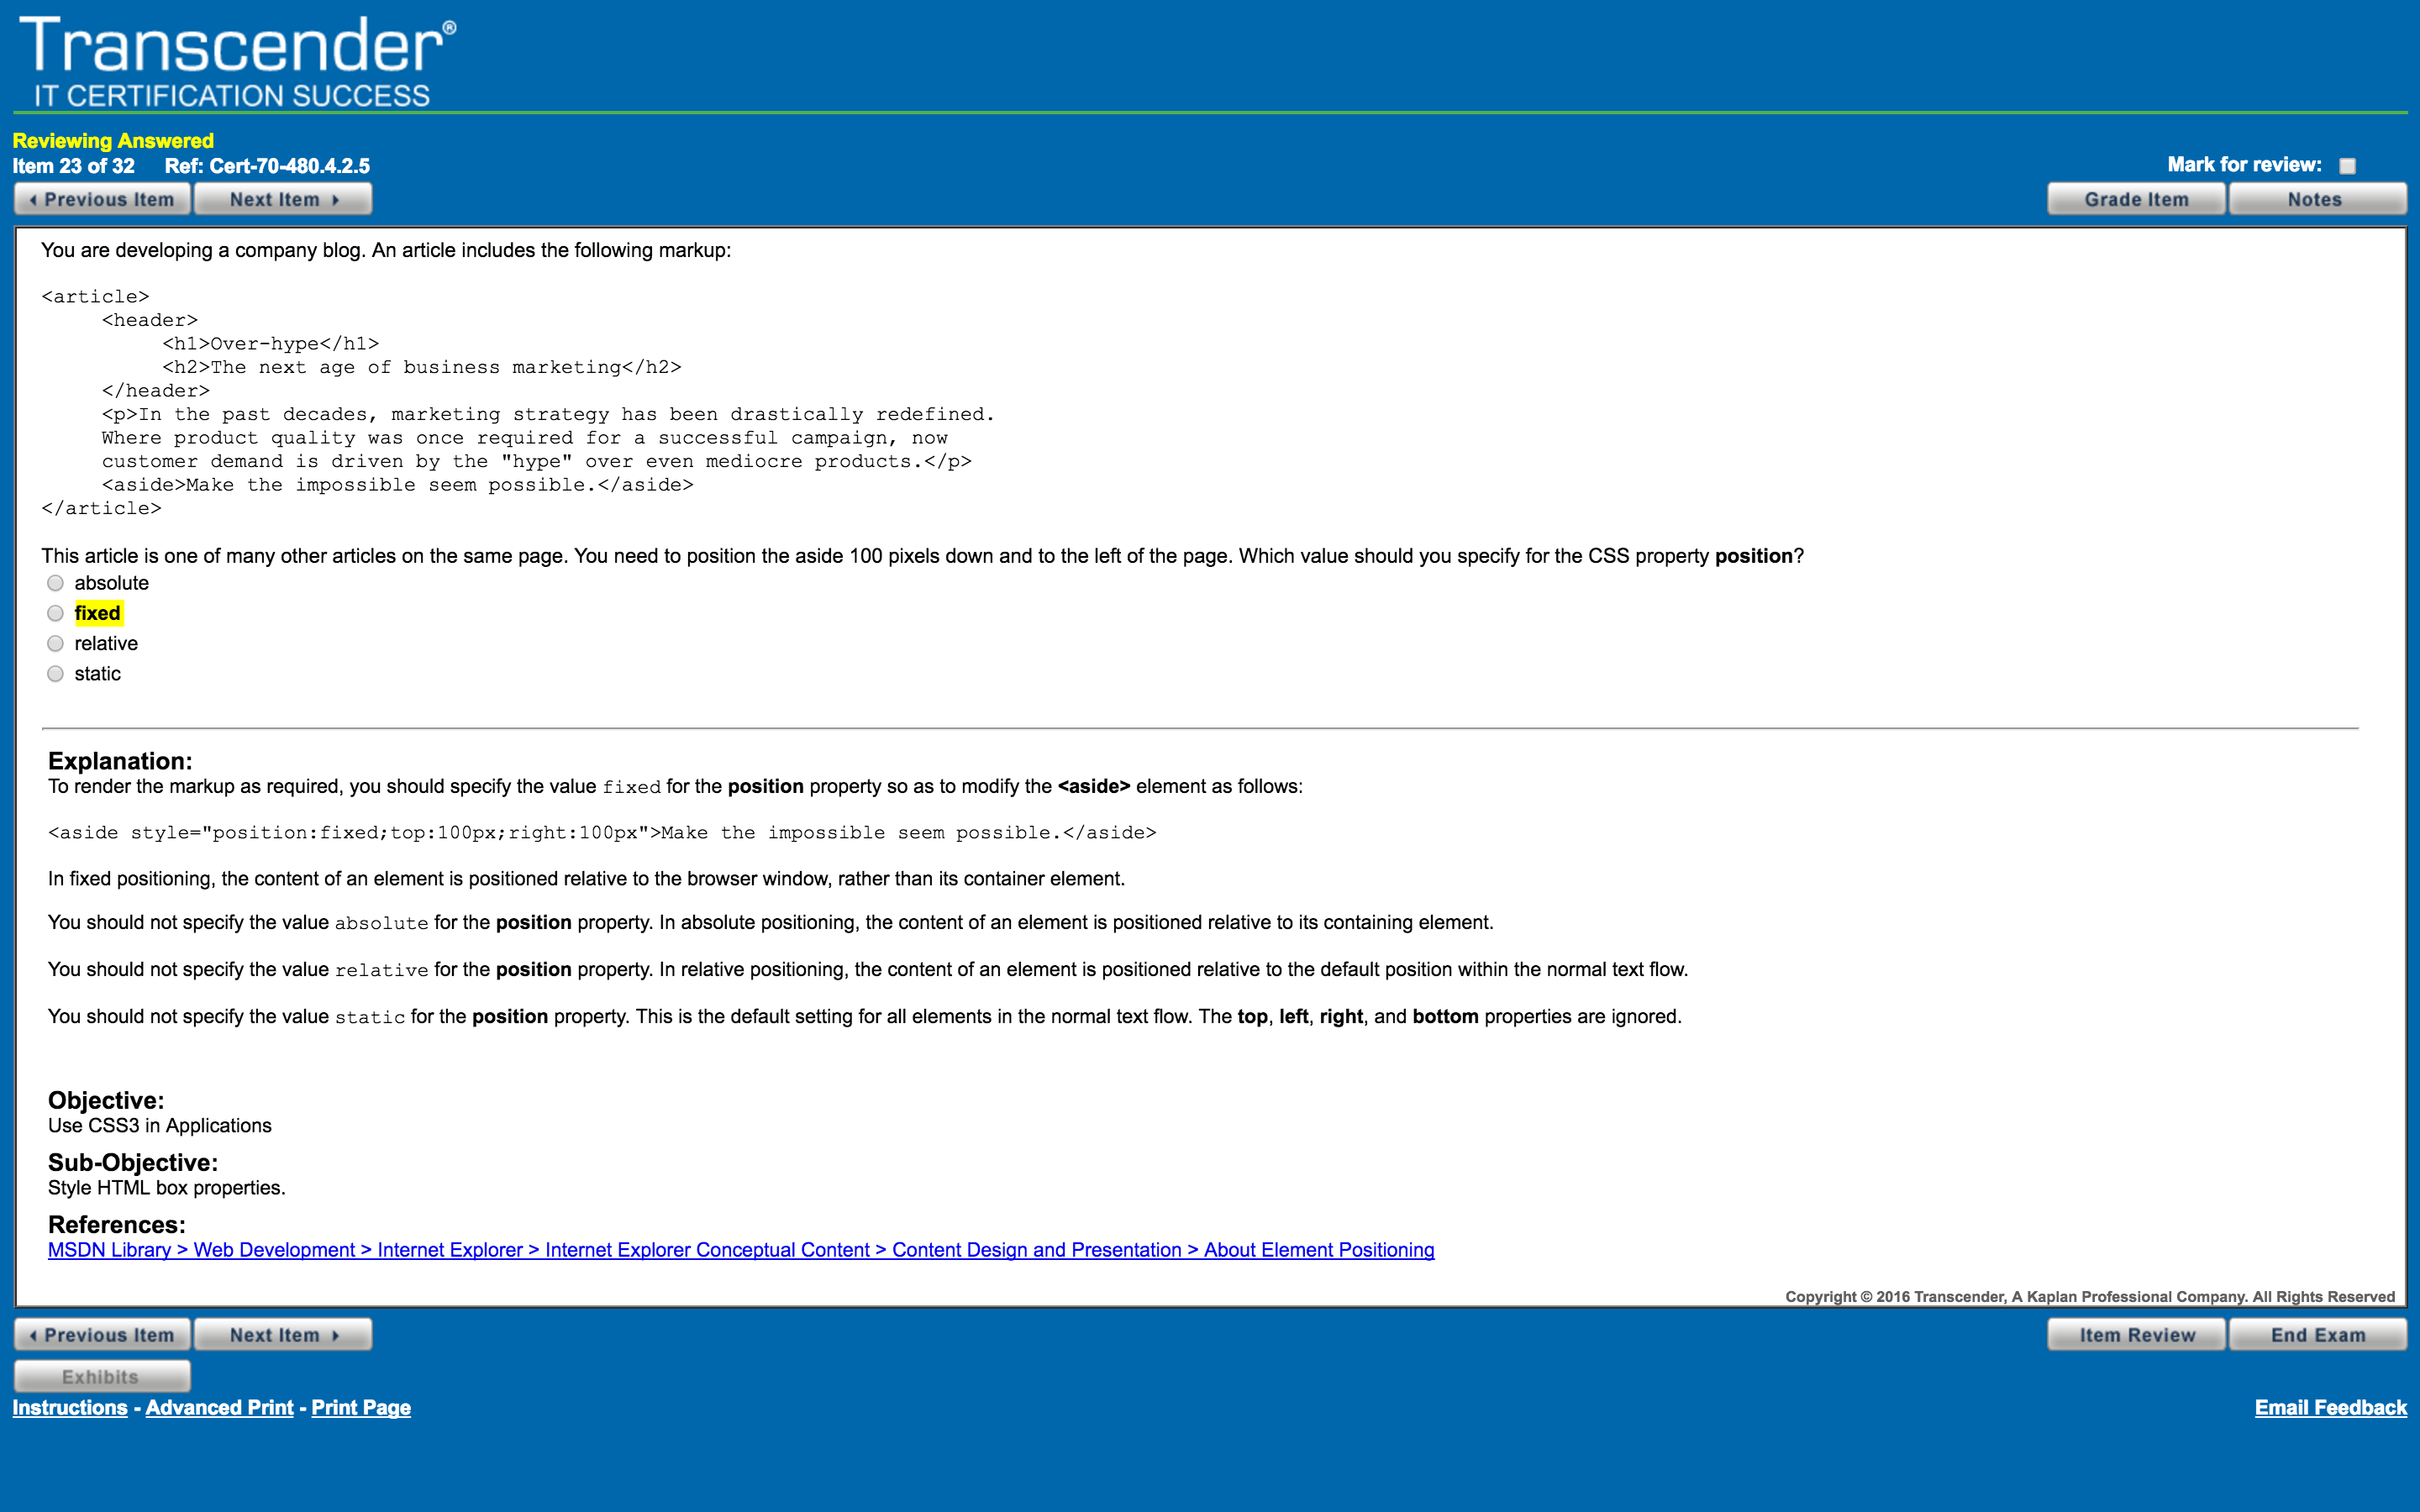 Transcender®
IT CERTIFICATION SUCCESS
Reviewing Answered
Item 23 of 32 Ref: Cert-70-480.4.2.5
Mark for review:
Previous Item Next Item Grade Item Notes
You are developing a company blog. An article includes the following markup:
<article>
<header>
<h1>Over-hype</h1>
<h2>The next age of business marketing</h2>
</header>
<p>In the past decades, marketing strategy has been drastically redefined.
Where product quality was once required for a successful campaign, now
customer demand is driven by the "hype" over even mediocre products.</p>
<aside>Make the impossible seem possible.</aside>
</article>
This article is one of many other articles on the same page. You need to position the aside 100 pixels down and to the left of the page. Which value should you specify for the CSS property position?
absolute
fixed
relative
static
Explanation:
To render the markup as required, you should specify the value fixed for the position property so as to modify the <aside> element as follows:
<aside style="position:fixed;top:100px;right:100px">Make the impossible seem possible.</aside>
In fixed positioning, the content of an element is positioned relative to the browser window, rather than its container element.
You should not specify the value absolute for the position property. In absolute positioning, the content of an element is positioned relative to its containing element.
You should not specify the value relative for the position property. In relative positioning, the content of an element is positioned relative to the default position within the normal text flow.
You should not specify the value static for the position property. This is the default setting for all elements in the normal text flow. The top, left, right, and bottom properties are ignored.
Objective:
Use CSS3 in Applications
Sub-Objective:
Style HTML box properties.
References:
MSDN Library > Web Development > Internet Explorer > Internet Explorer Conceptual Content > Content Design and Presentation > About Element Positioning
Copyright © 2016 Transcender, A Kaplan Professional Company. All Rights Reserved
Previous Item Next Item Item Review End Exam
Exhibits
Instructions - Advanced Print - Print Page
Email Feedback